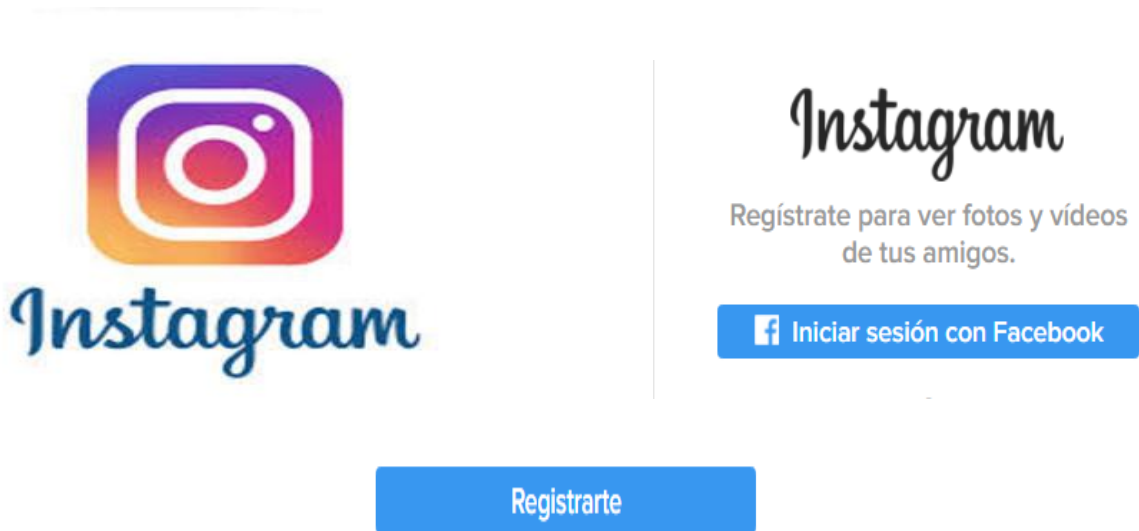 Instagram
Instagram
Regístrate para ver fotos y vídeos
de tus amigos.
f Iniciar sesión con Facebook
Registrarte